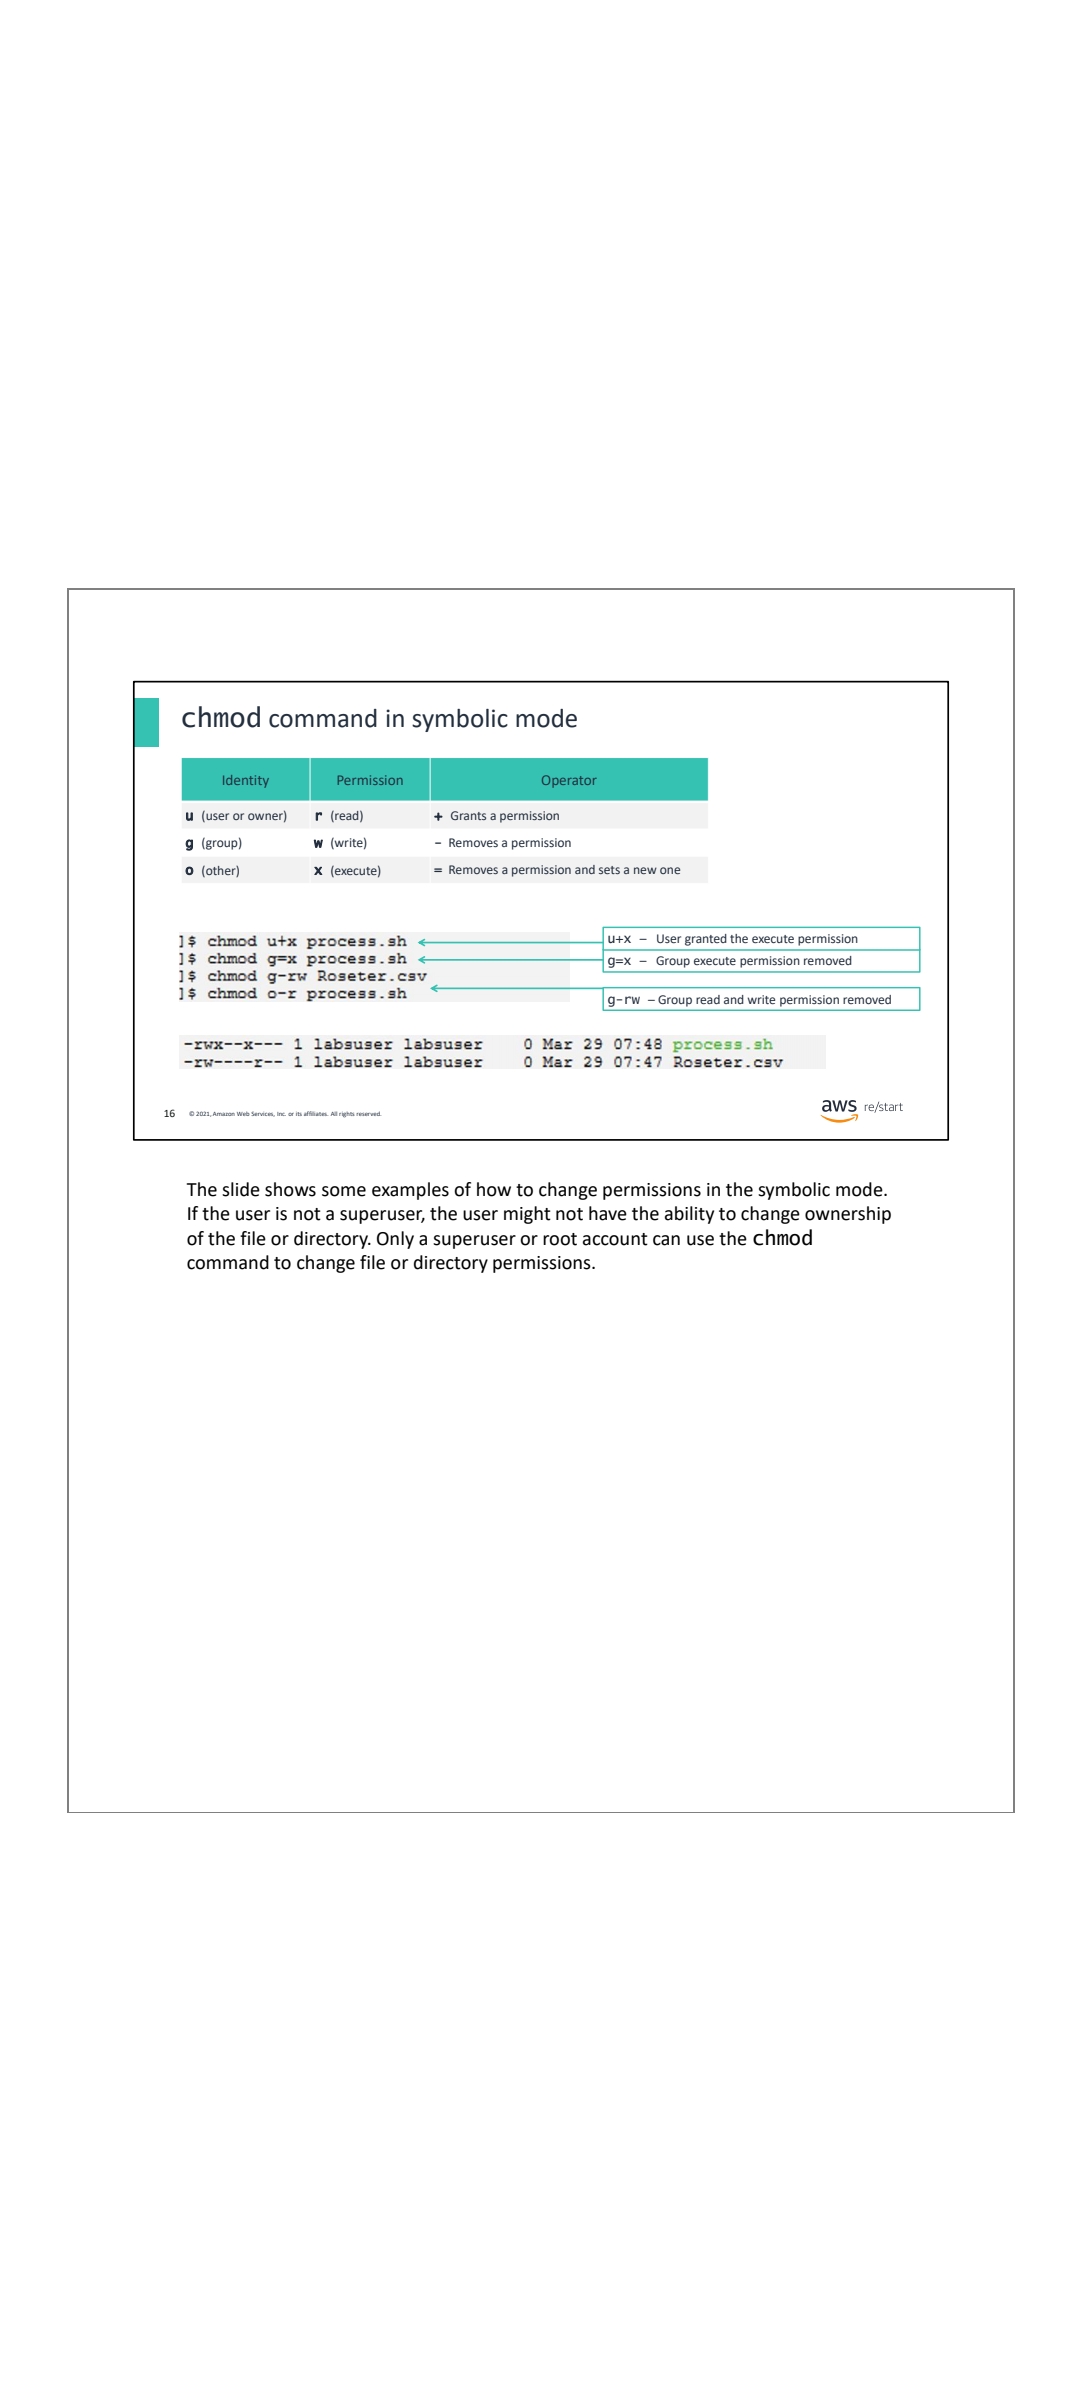 chmod command in symbolic mode
Identity Permission Operator
u (user or owner) r (read) + Grants a permission
g (group) w (write) – Removes a permission
o (other) x (execute) = Removes a permission and sets a new one
]$ chmod u+x process.sh
]$ chmod g=x process.sh
]$ chmod g-rw Roseter.csv
]$ chmod o-r process.sh
u+x – User granted the execute permission
g=x – Group execute permission removed
g-rw – Group read and write permission removed
-rwx--x--- 1 labsuser labsuser 0 Mar 29 07:48 process.sh
-rw----r-- 1 labsuser labsuser 0 Mar 29 07:47 Roseter.csv
16 © 2021, Amazon Web Services, Inc. or its affiliates. All rights reserved.
aws re/start
The slide shows some examples of how to change permissions in the symbolic mode.
If the user is not a superuser, the user might not have the ability to change ownership
of the file or directory. Only a superuser or root account can use the chmod
command to change file or directory permissions.